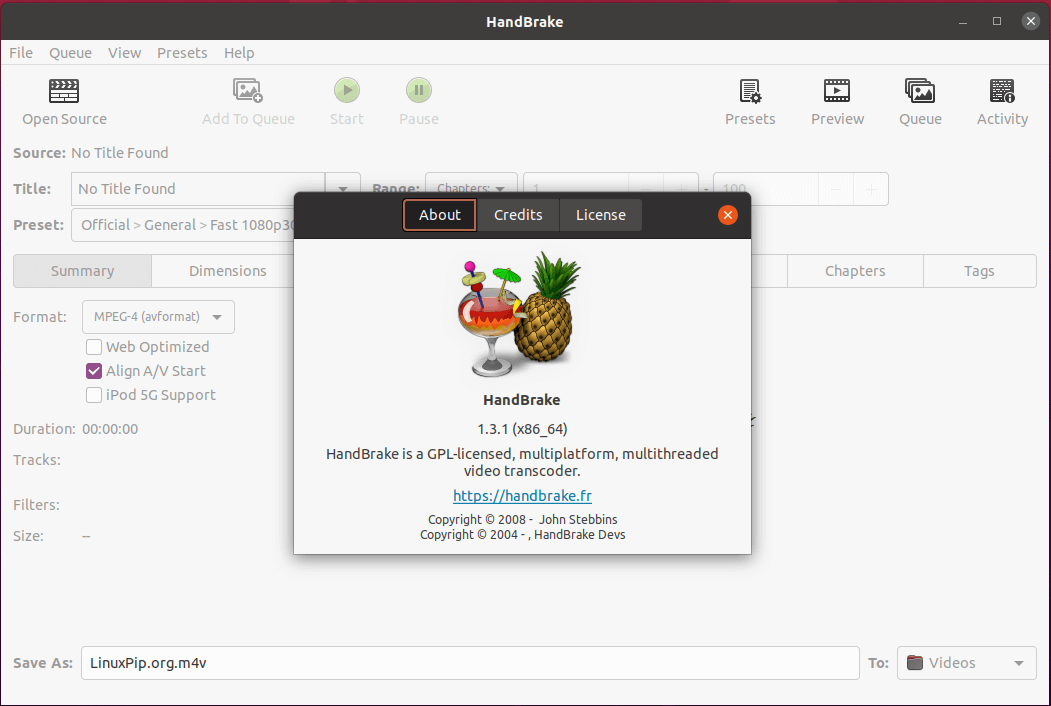 HandBrake
File Queue View Presets Help
Open Source Add To Queue Start Pause Presets Preview Queue Activity
Source: No Title Found
Title: No Title Found Range: Chapters: 1 - 100
Preset: Official > General > Fast 1080p30
About Credits License
Summary Dimensions Chapters Tags
Format: MPEG-4 (avformat)
Web Optimized
Align A/V Start
iPod 5G Support
Duration: 00:00:00
Tracks:
Filters:
Size: --
HandBrake
1.3.1 (x86_64)
HandBrake is a GPL-licensed, multiplatform, multithreaded
video transcoder.
https://handbrake.fr
Copyright © 2008 - John Stebbins
Copyright © 2004 - , HandBrake Devs
Save As: LinuxPip.org.m4v To: Videos